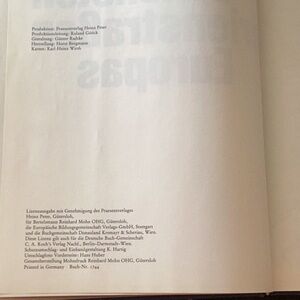 Produktion: Praesentverlag Heinz Peter
Produktionsleitung: Roland Gööck
Gestaltung: Günter Radtke
Herstellung: Heinz Bergmann
Karten: Karl Heinz Wirth
Europas
Lizenzausgabe mit Genehmigung des Praesentverlages
Heinz Peter, Gütersloh,
für Bertelsmann Reinhard Mohn OHG, Gütersloh,
die Europäische Bildungsgemeinschaft Verlags-GmbH, Stuttgart
und die Buchgemeinschaft Donauland Kremayr & Scheriau, Wien.
Diese Lizenz gilt auch für die Deutsche Buch-Gemeinschaft
C. A. Koch's Verlag Nachf., Berlin-Darmstadt-Wien.
Schutzumschlag- und Einbandgestaltung K. Hartig
Umschlagfoto Vorderseite: Hans Huber
Gesamtherstellung Mohndruck Reinhard Mohn OHG, Gütersloh
Printed in Germany · Buch-Nr. 1744